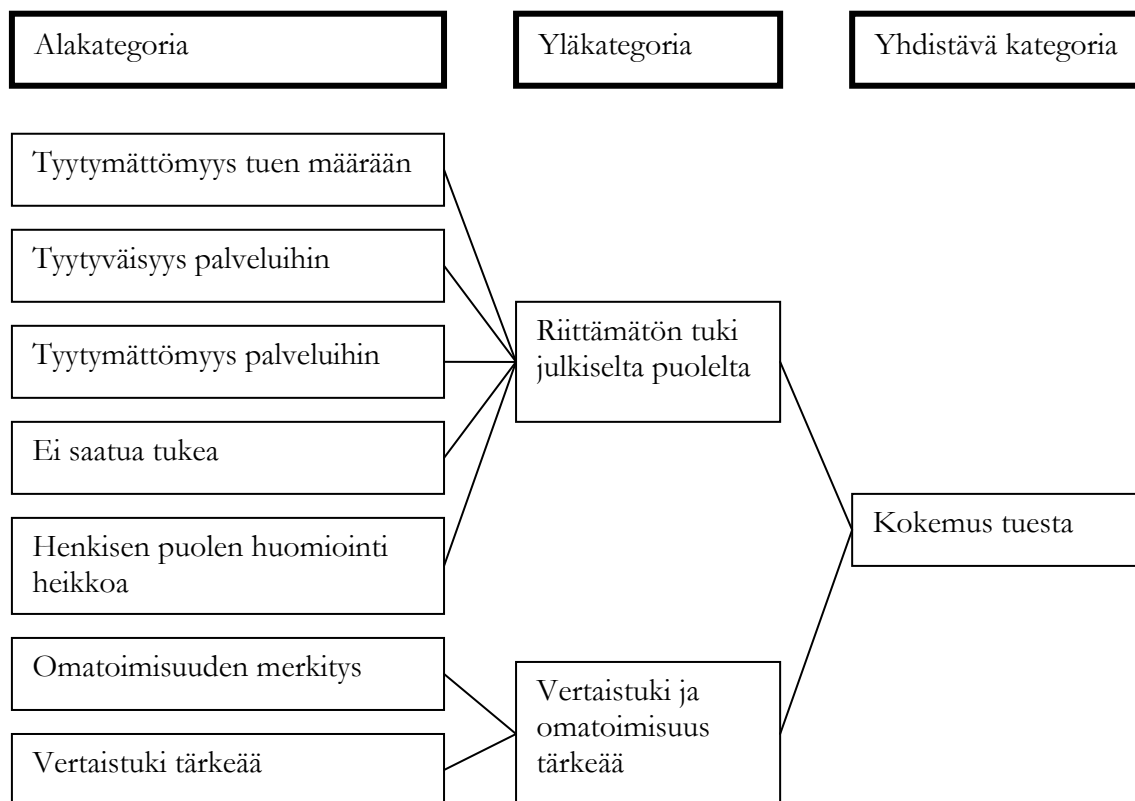 Alakategoria
Yläkategoria
Yhdistävä kategoria
Tyytymättömyys tuen määrään
Tyytyväisyys palveluihin
Tyytymättömyys palveluihin
Ei saatua tukea
Henkisen puolen huomiointi
heikkoa
Omatoimisuuden merkitys
Vertaistuki tärkeää
Riittämätön tuki
julkiselta puolelta
Vertaistuki ja
omatoimisuus
tärkeää
Kokemus tuesta